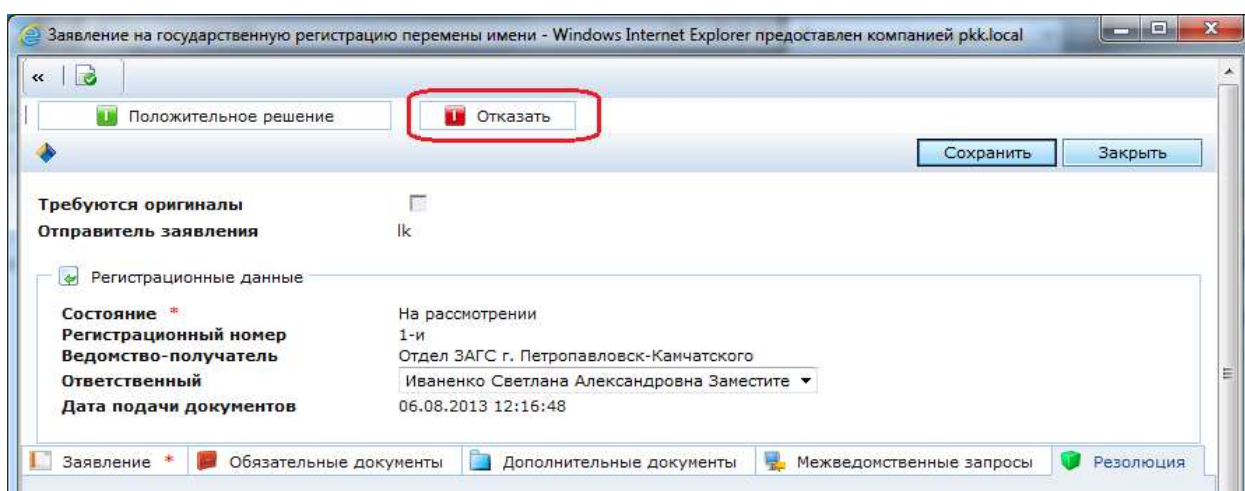 Заявление на государственную регистрацию перемены имени - Windows Internet Explorer предоставлен компанией pkk.local
«
Положительное решение Отказать
Сохранить Закрыть
Требуются оригиналы
Отправитель заявления lk
Регистрационные данные
Состояние * На рассмотрении
Регистрационный номер 1-и
Ведомство-получатель Отдел ЗАГС г. Петропавловск-Камчатского
Ответственный Иваненко Светлана Александровна Заместите
Дата подачи документов 06.08.2013 12:16:48
Заявление * Обязательные документы Дополнительные документы Межведомственные запросы Резолюция